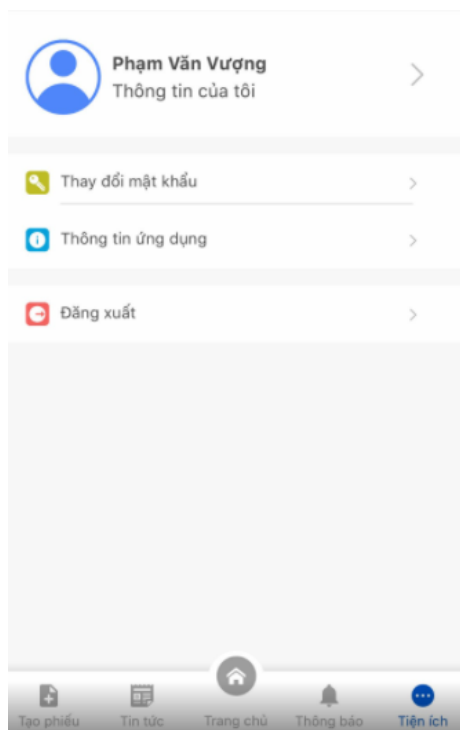 Phạm Văn Vượng
Thông tin của tôi
Thay đổi mật khẩu
Thông tin ứng dụng
Đăng xuất
Tạo phiếu Tin tức Trang chủ Thông báo Tiện ích